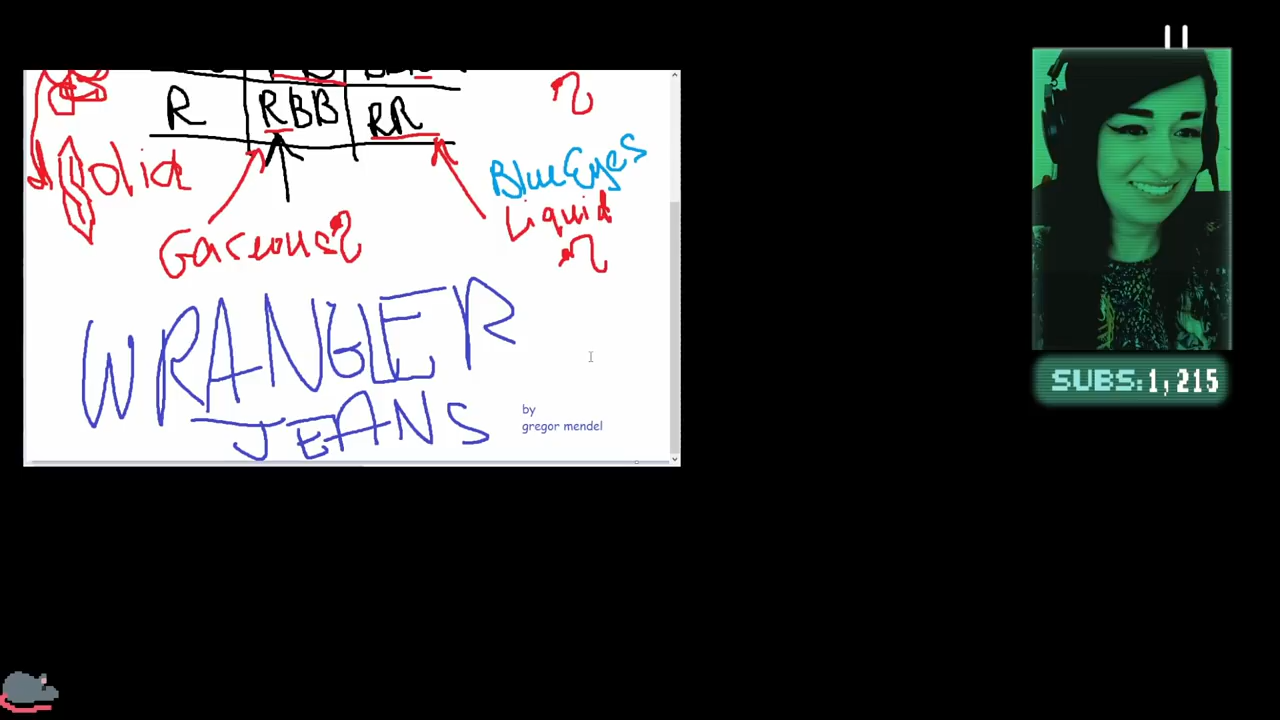 R RBB RR
Solid
BlueEyes
Liquid
Gaseous
WRANGLER
JEANS
by
gregor mendel
SUBS:1,215